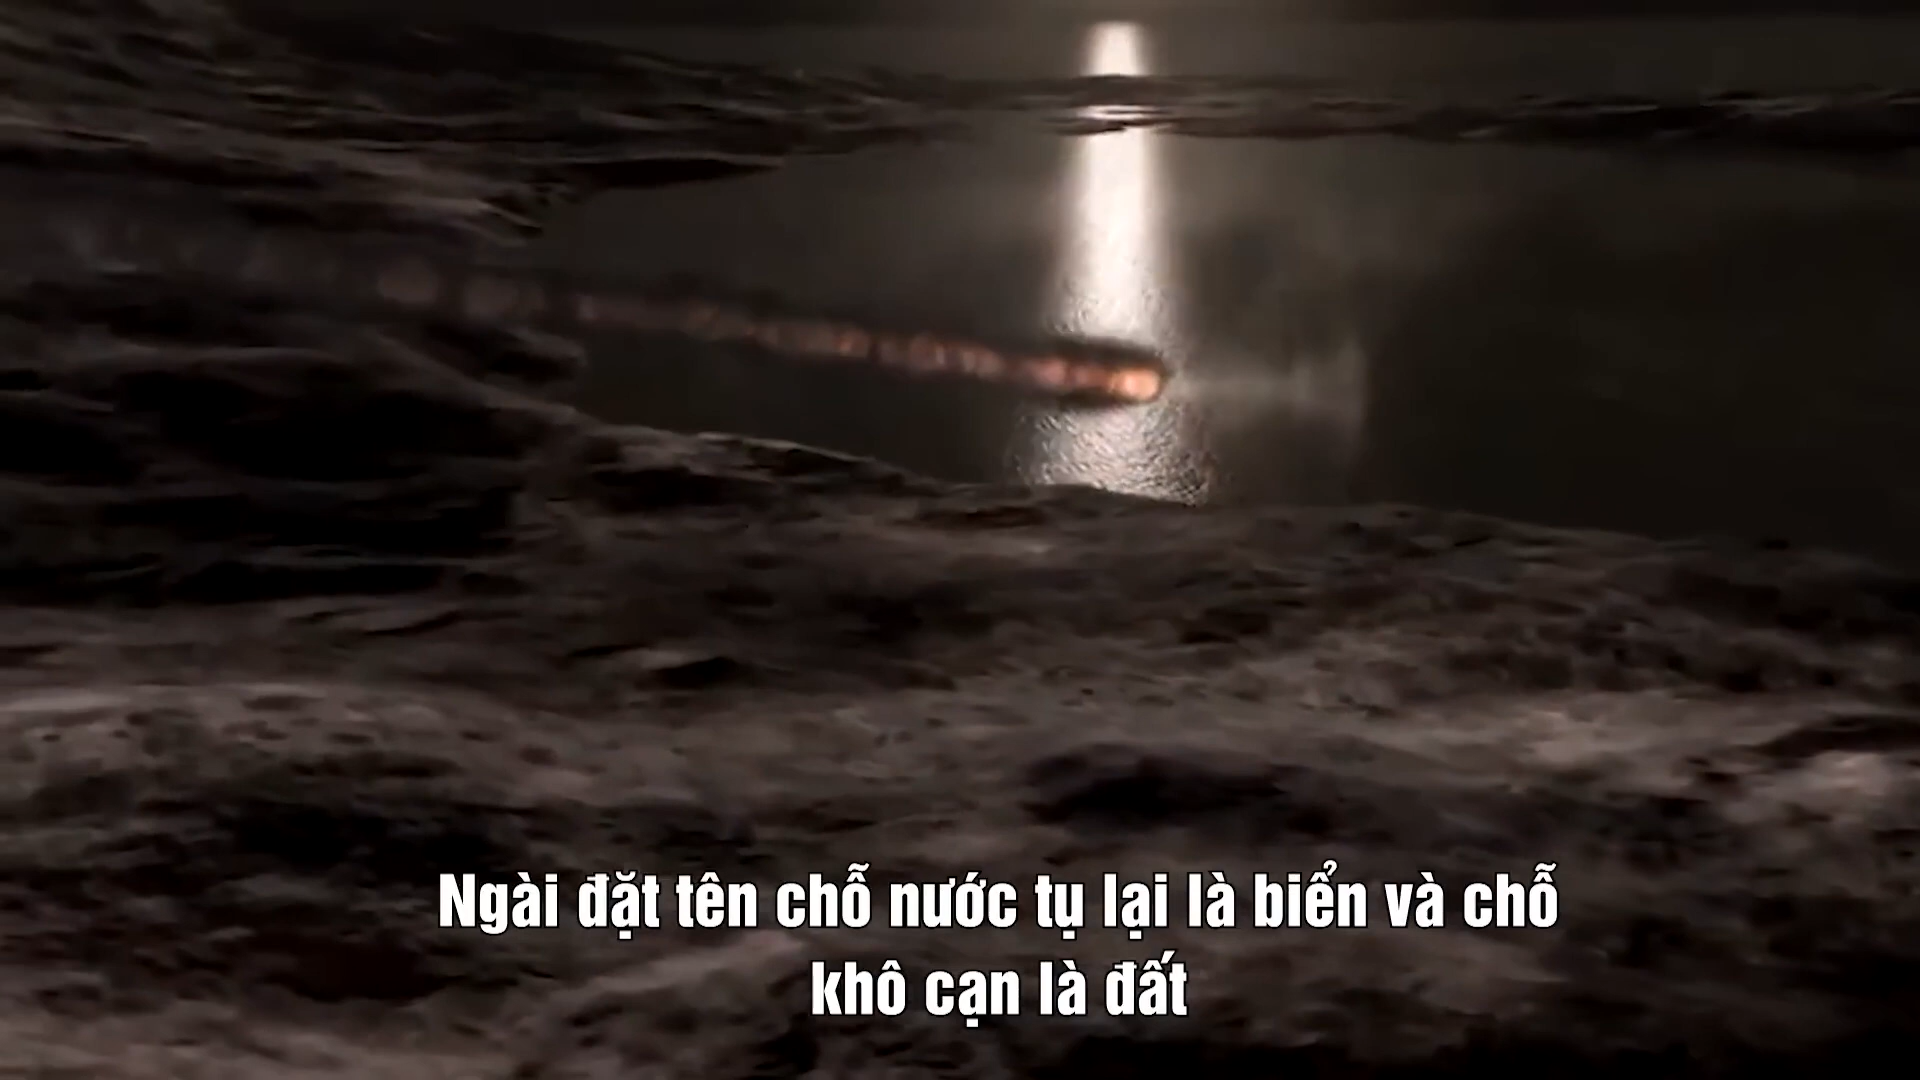 Ngài đặt tên chỗ nước tụ lại là biển và chỗ
khô cạn là đất